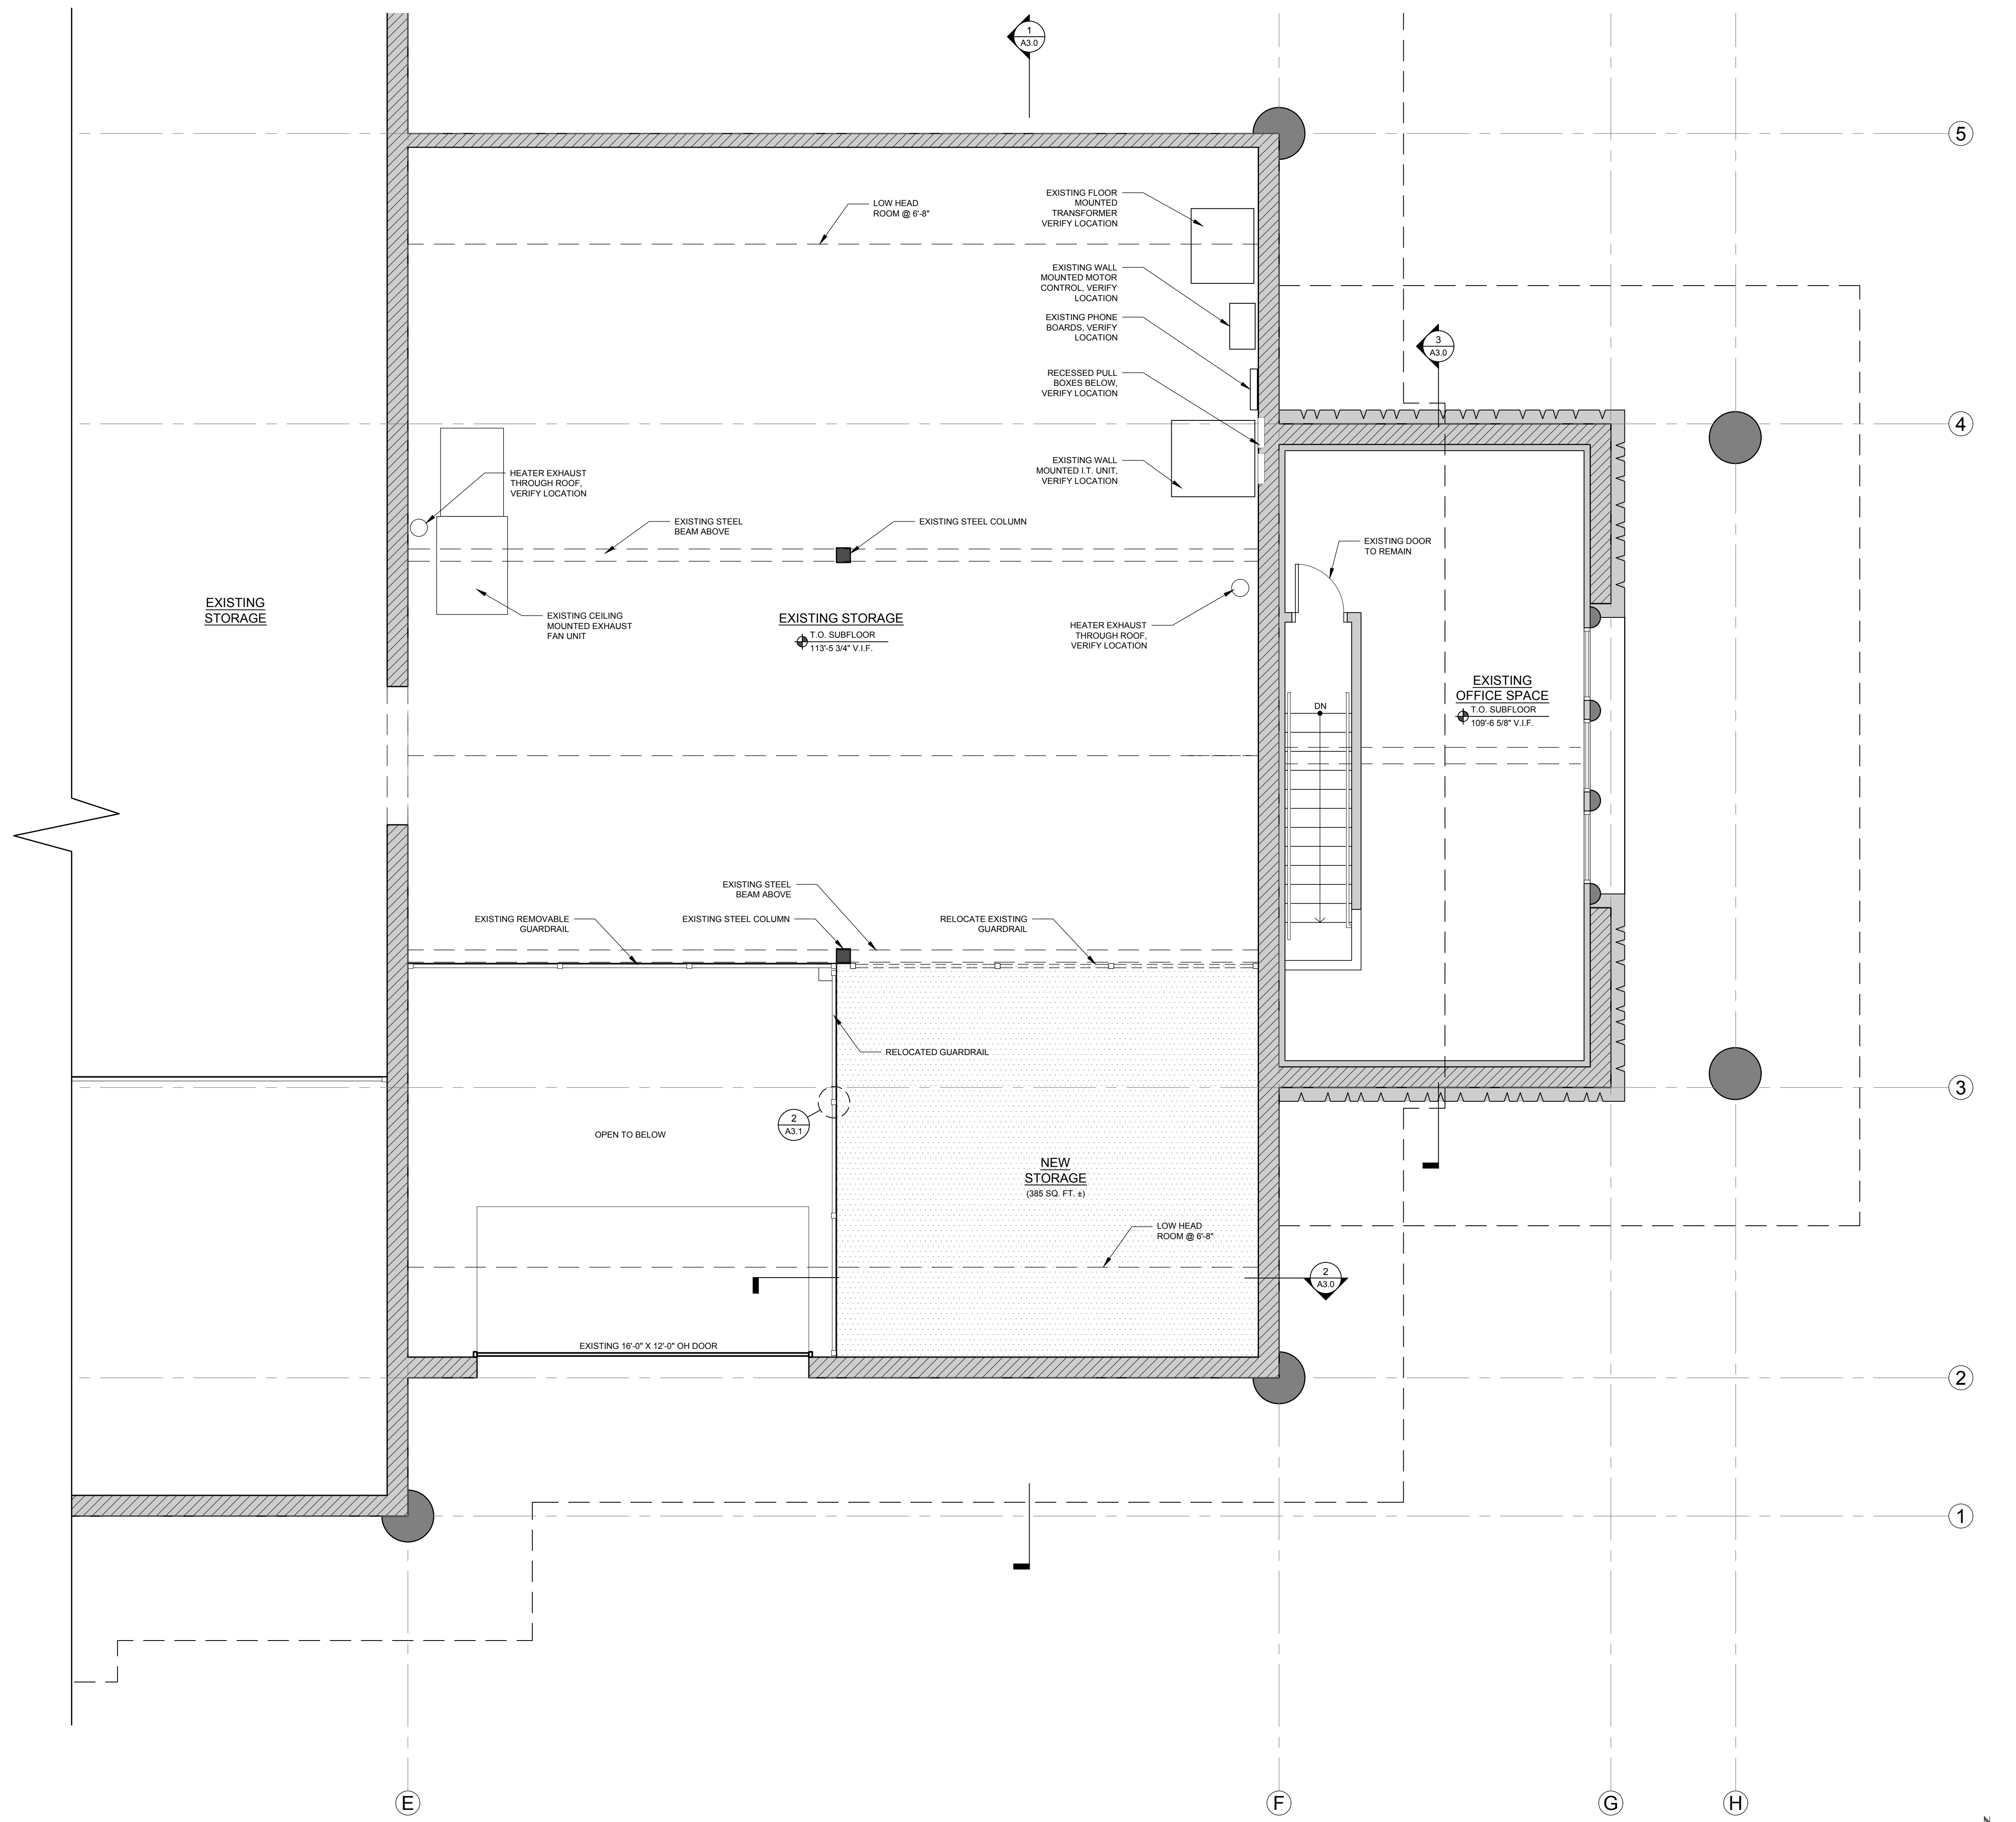 1
A3.0
5
EXISTING FLOOR
MOUNTED
TRANSFORMER
VERIFY LOCATION
LOW HEAD
ROOM @ 6'-8"
EXISTING WALL
MOUNTED MOTOR
CONTROL, VERIFY
LOCATION
EXISTING PHONE
BOARDS, VERIFY
LOCATION
3
A3.0
RECESSED PULL
BOXES BELOW,
VERIFY LOCATION
4
EXISTING WALL
MOUNTED I.T. UNIT,
VERIFY LOCATION
HEATER EXHAUST
THROUGH ROOF,
VERIFY LOCATION
EXISTING STEEL
BEAM ABOVE
EXISTING STEEL COLUMN
EXISTING DOOR
TO REMAIN
EXISTING
STORAGE
EXISTING CEILING
MOUNTED EXHAUST
FAN UNIT
EXISTING STORAGE
T.O. SUBFLOOR
113'-5 3/4" V.I.F.
HEATER EXHAUST
THROUGH ROOF,
VERIFY LOCATION
EXISTING
OFFICE SPACE
T.O. SUBFLOOR
109'-6 5/8" V.I.F.
DN
EXISTING STEEL
BEAM ABOVE
EXISTING REMOVABLE
GUARDRAIL
EXISTING STEEL COLUMN
RELOCATE EXISTING
GUARDRAIL
RELOCATED GUARDRAIL
3
2
A3.1
OPEN TO BELOW
NEW
STORAGE
(385 SQ. FT. ±)
LOW HEAD
ROOM @ 6'-8"
2
A3.0
EXISTING 16'-0" X 12'-0" OH DOOR
2
1
E
F
G
H